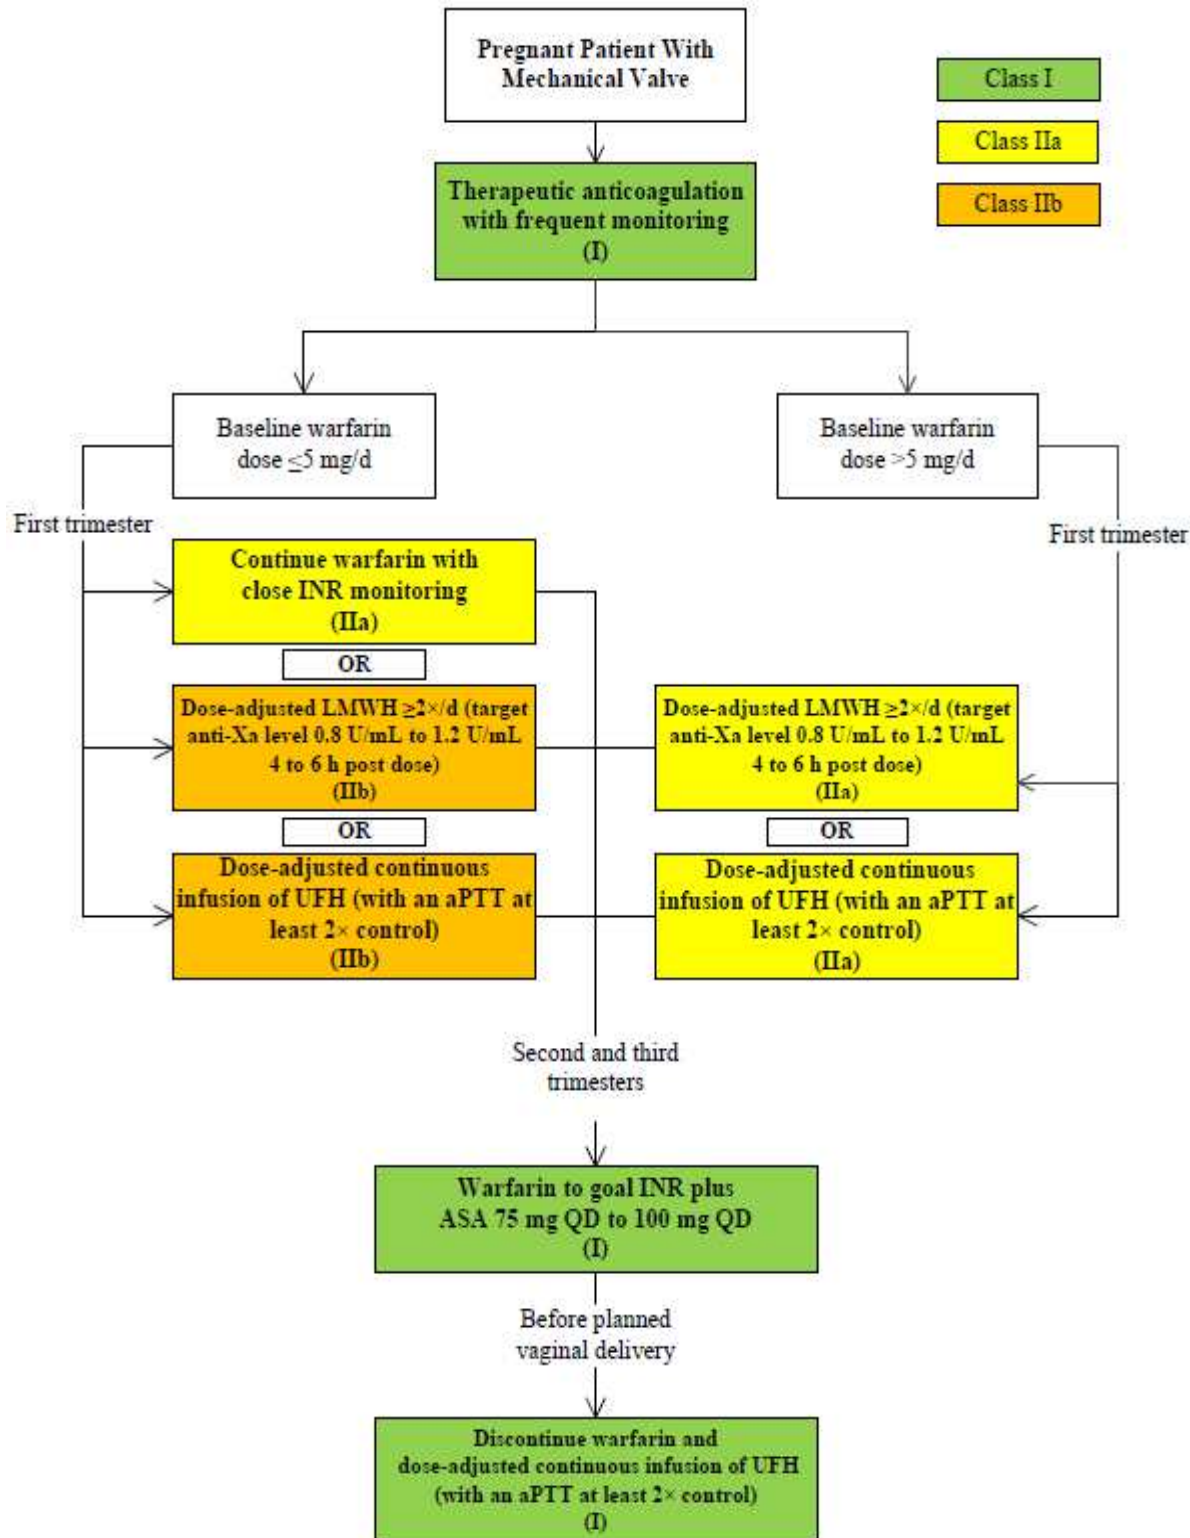 Pregnant Patient With
Mechanical Valve
Class I
Class IIa
Class IIb
Therapeutic anticoagulation
with frequent monitoring
(I)
Baseline warfarin
dose ≤5 mg/d
Baseline warfarin
dose >5 mg/d
First trimester
First trimester
Continue warfarin with
close INR monitoring
(IIa)
OR
Dose-adjusted LMWH ≥2×/d (target
anti-Xa level 0.8 U/mL to 1.2 U/mL
4 to 6 h post dose)
(IIb)
OR
Dose-adjusted continuous
infusion of UFH (with an aPTT at
least 2× control)
(IIb)
Dose-adjusted LMWH ≥2×/d (target
anti-Xa level 0.8 U/mL to 1.2 U/mL
4 to 6 h post dose)
(IIa)
OR
Dose-adjusted continuous
infusion of UFH (with an aPTT at
least 2× control)
(IIa)
Second and third
trimesters
Warfarin to goal INR plus
ASA 75 mg QD to 100 mg QD
(I)
Before planned
vaginal delivery
Discontinue warfarin and
dose-adjusted continuous infusion of UFH
(with an aPTT at least 2× control)
(I)